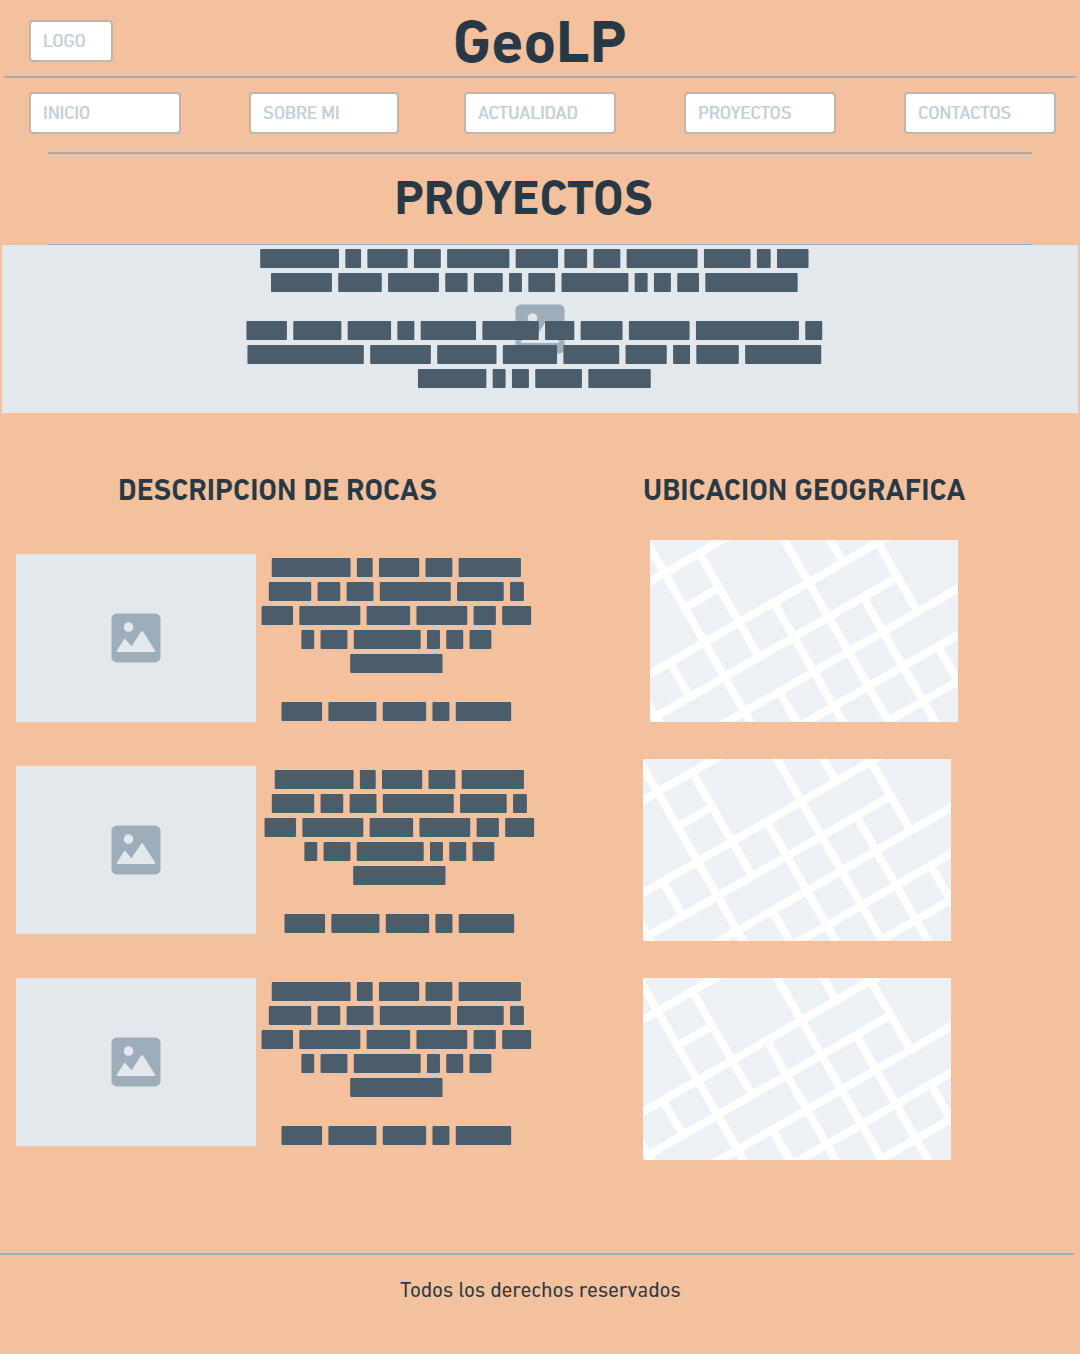 LOGO
GeoLP
INICIO
SOBRE MI
ACTUALIDAD
PROYECTOS
CONTACTOS
PROYECTOS
DESCRIPCION DE ROCAS
UBICACION GEOGRAFICA
Todos los derechos reservados